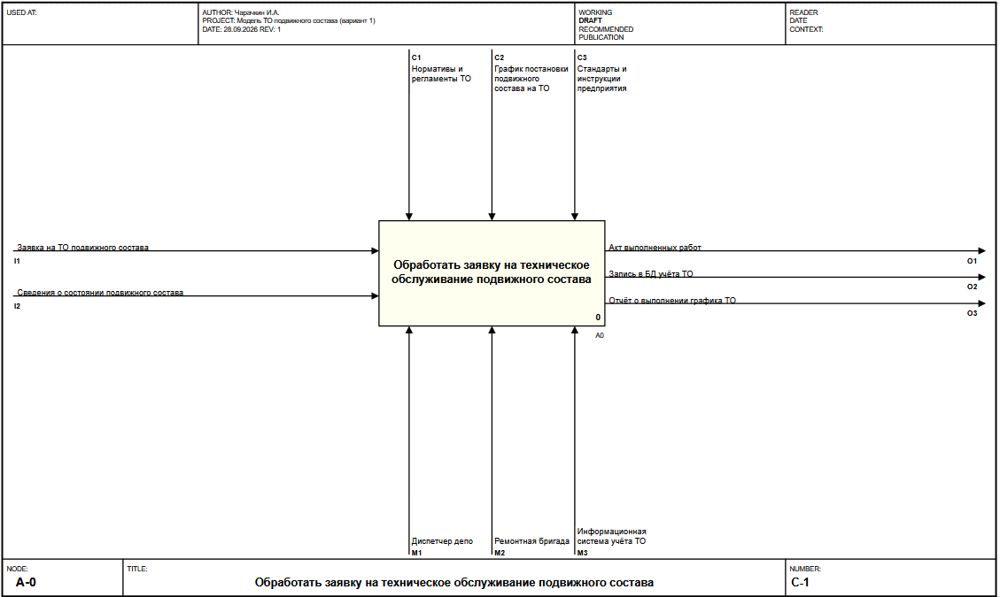 USED AT:
AUTHOR: Чарачкин И.А.
PROJECT: Модель ТО подвижного состава (вариант 1)
DATE: 28.09.2026 REV: 1
WORKING
DRAFT
RECOMMENDED
PUBLICATION
READER
DATE
CONTEXT:
C1
Нормативы и
регламенты ТО
C2
График постановки
подвижного
состава на ТО
C3
Стандарты и
инструкции
предприятия
Заявка на ТО подвижного состава
I1
Сведения о состоянии подвижного состава
I2
Обработать заявку на техническое
обслуживание подвижного состава
0
A0
Акт выполненных работ
O1
Запись в БД учёта ТО
O2
Отчёт о выполнении графика ТО
O3
Диспетчер депо
M1
Ремонтная бригада
M2
Информационная
система учёта ТО
M3
NODE:
A-0
TITLE:
Обработать заявку на техническое обслуживание подвижного состава
NUMBER:
C-1